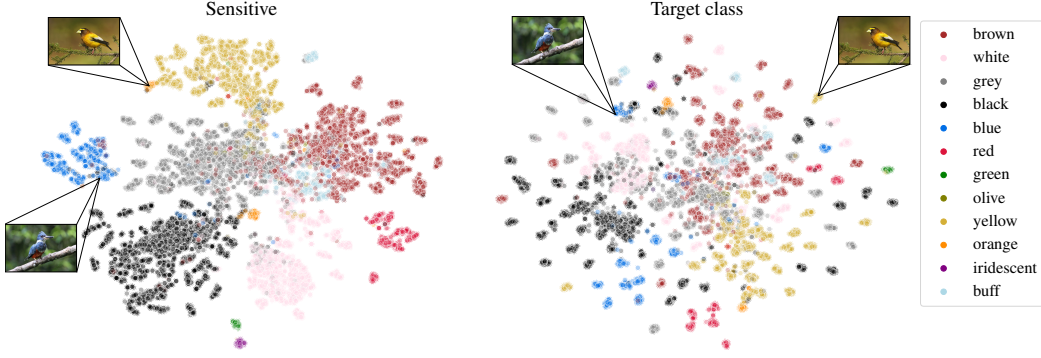 Sensitive
Target class
brown
white
grey
black
blue
red
green
olive
yellow
orange
iridescent
buff